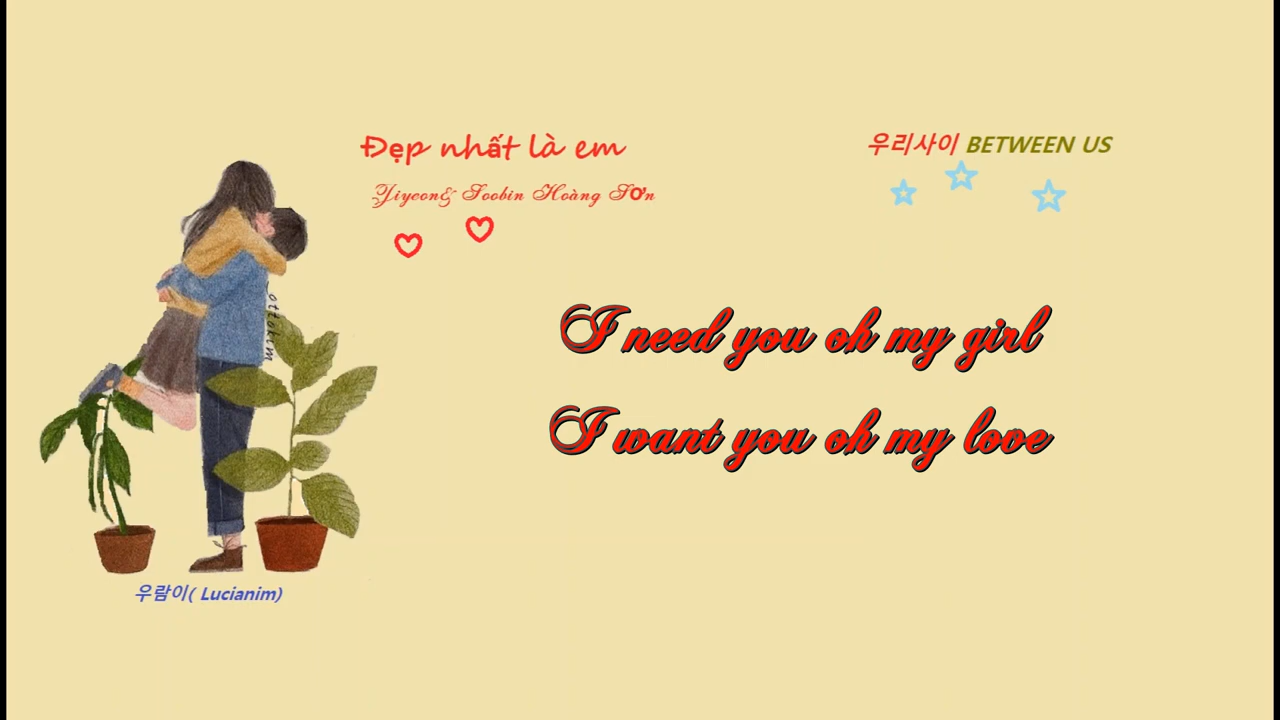 Đẹp nhất là em
Jiyeon& Soobin Hoàng Sơn
우리사이 BETWEEN US
I need you oh my girl
I want you oh my love
우람이( Lucianim)